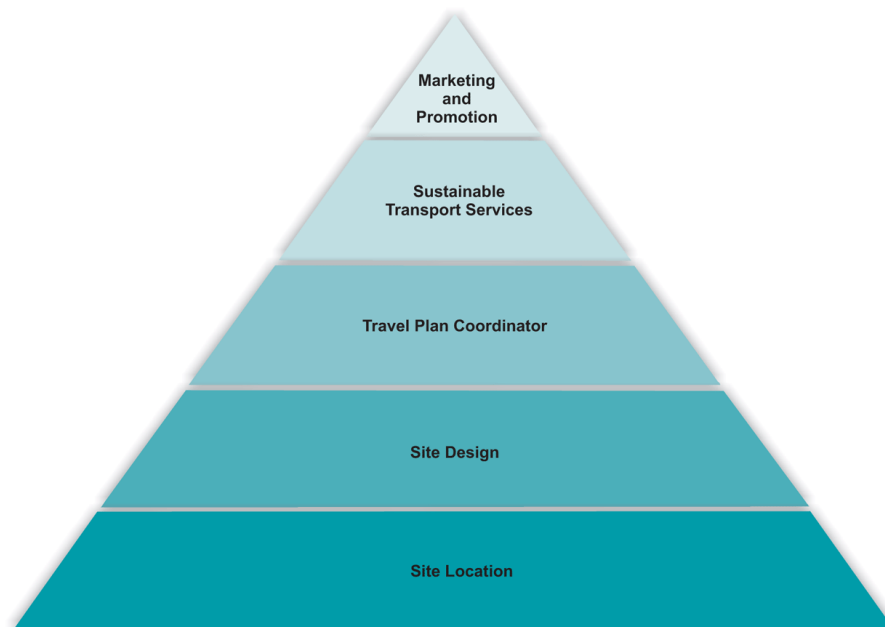 Marketing
and
Promotion
Sustainable
Transport Services
Travel Plan Coordinator
Site Design
Site Location